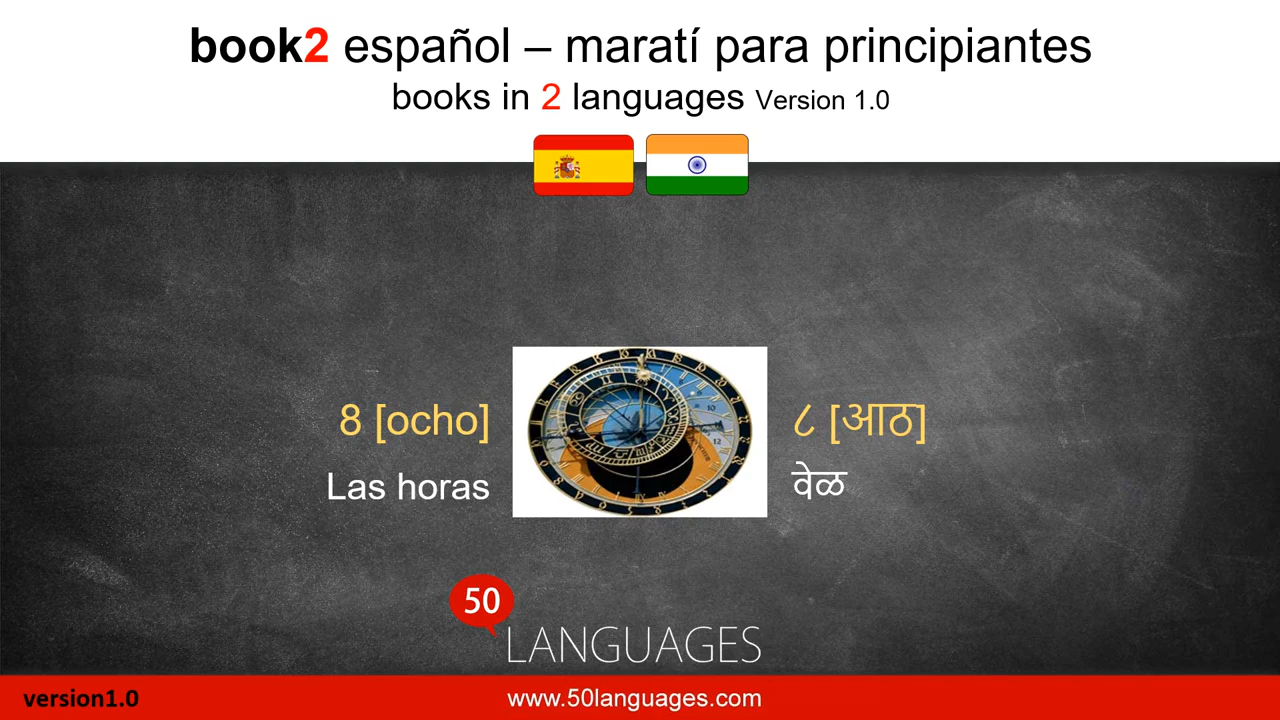 book2 español – maratí para principiantes
books in 2 languages Version 1.0
8 [ocho]
Las horas
८ [आठ]
वेळ
50
LANGUAGES
version1.0
www.50languages.com